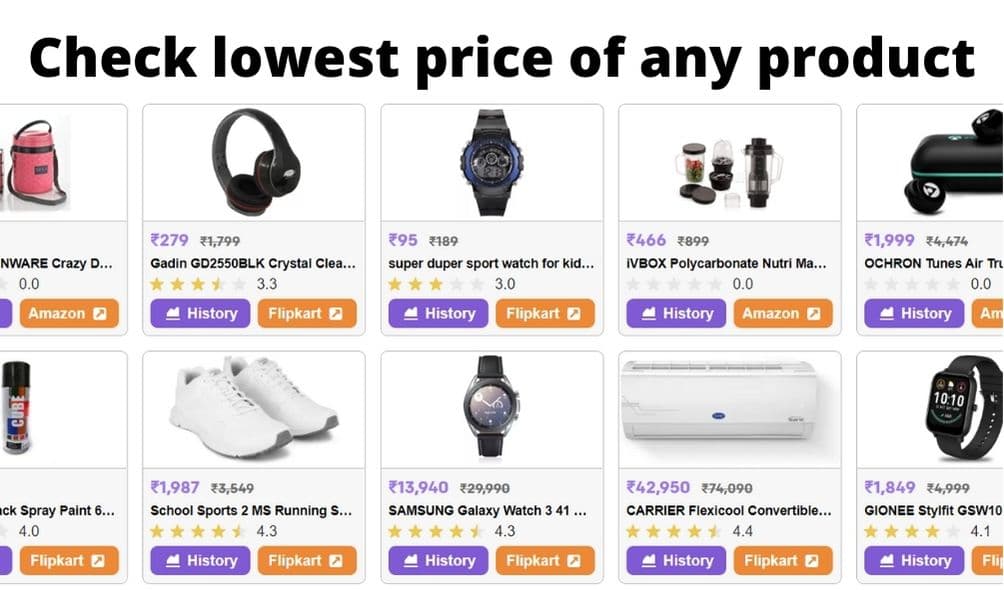 Check lowest price of any product
₹279 ₹1,799
₹95 ₹189
₹466 ₹899
₹1,999 ₹4,474
NWARE Crazy D...
Gadin GD2550BLK Crystal Clea...
super duper sport watch for kid...
iVBOX Polycarbonate Nutri Ma...
OCHRON Tunes Air Tru
0.0
3.3
3.0
0.0
0.0
Amazon
History Flipkart
History Flipkart
History Amazon
History Am
CUBE
₹1,987 ₹3,549
₹13,940 ₹29,990
₹42,950 ₹74,090
10:10
₹1,849 ₹4,999
ck Spray Paint 6...
School Sports 2 MS Running S...
SAMSUNG Galaxy Watch 3 41 ...
CARRIER Flexicool Convertible...
GIONEE Stylfit GSW10
4.0
4.3
4.3
4.4
4.1
Flipkart
History Flipkart
History Flipkart
History Flipkart
History Fli